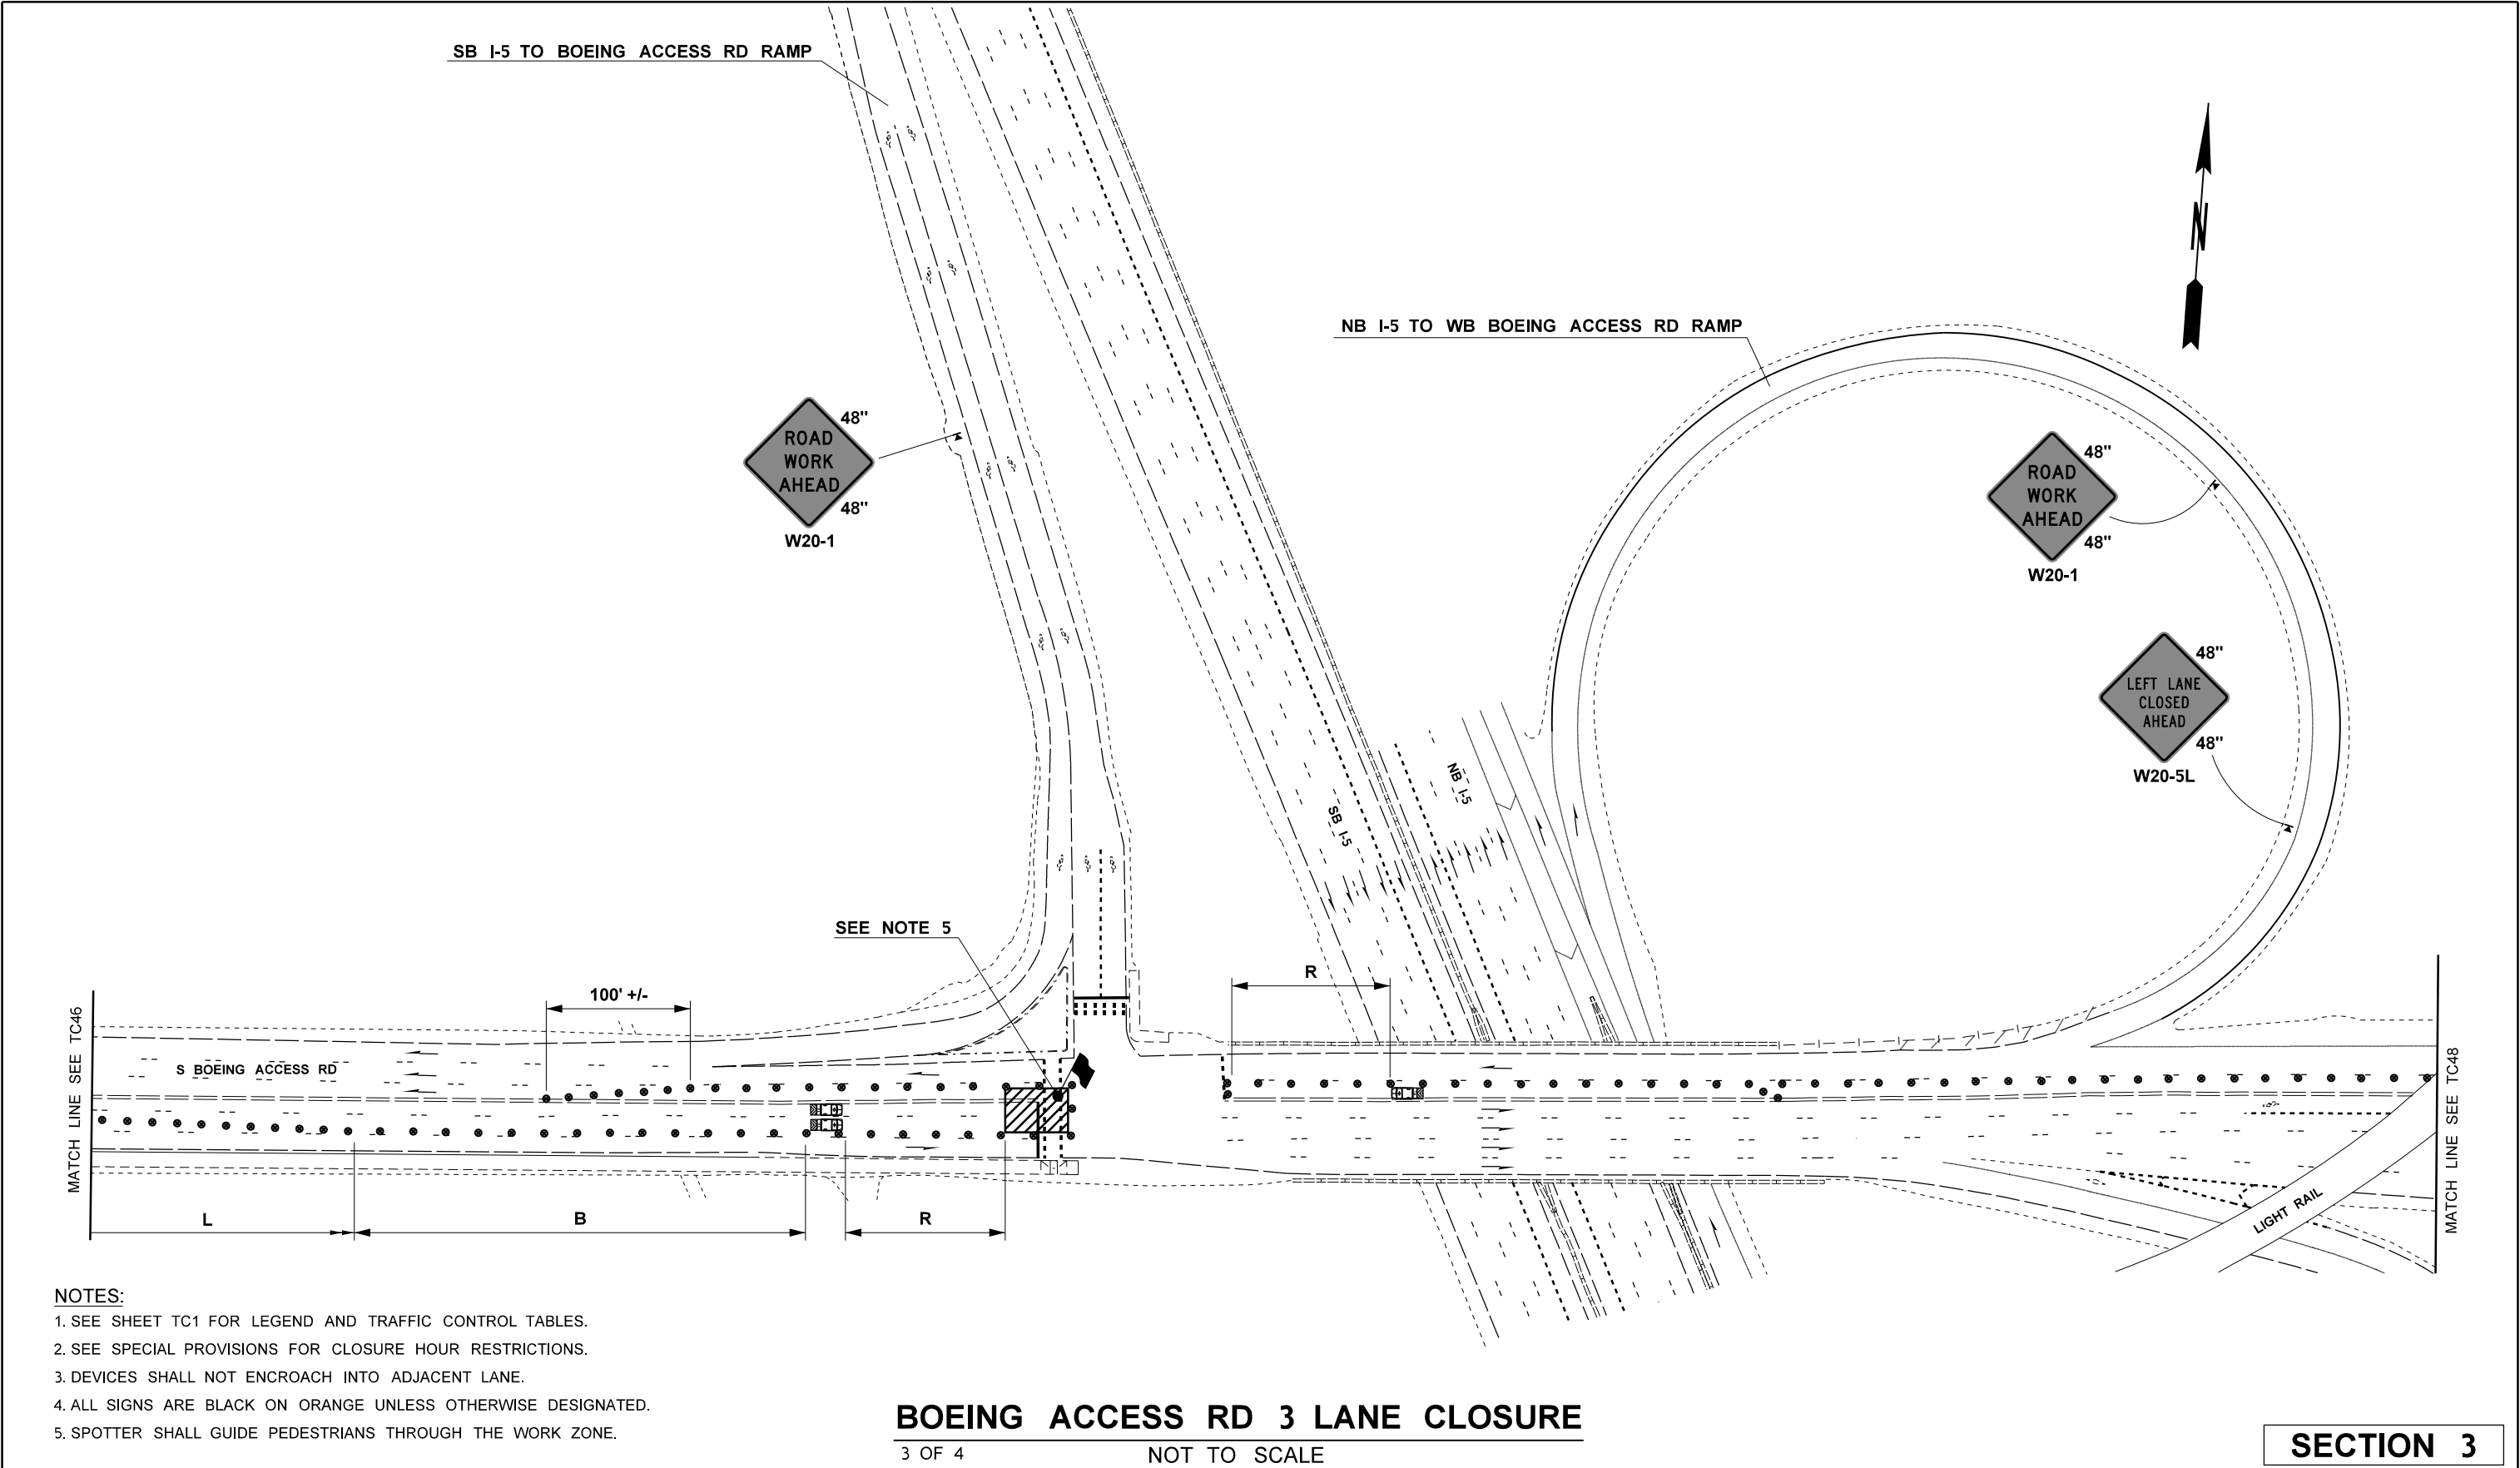 SB I-5 TO BOEING ACCESS RD RAMP
NB I-5 TO WB BOEING ACCESS RD RAMP
N
ROAD
WORK
AHEAD
48"
48"
W20-1
ROAD
WORK
AHEAD
48"
48"
W20-1
LEFT LANE
CLOSED
AHEAD
48"
48"
W20-5L
NB I-5
SB I-5
SEE NOTE 5
R
100' +/-
MATCH LINE SEE TC46
S BOEING ACCESS RD
MATCH LINE SEE TC48
LIGHT RAIL
L
B
R
NOTES:
1. SEE SHEET TC1 FOR LEGEND AND TRAFFIC CONTROL TABLES.
2. SEE SPECIAL PROVISIONS FOR CLOSURE HOUR RESTRICTIONS.
3. DEVICES SHALL NOT ENCROACH INTO ADJACENT LANE.
4. ALL SIGNS ARE BLACK ON ORANGE UNLESS OTHERWISE DESIGNATED.
5. SPOTTER SHALL GUIDE PEDESTRIANS THROUGH THE WORK ZONE.
BOEING ACCESS RD 3 LANE CLOSURE
3 OF 4
NOT TO SCALE
SECTION 3